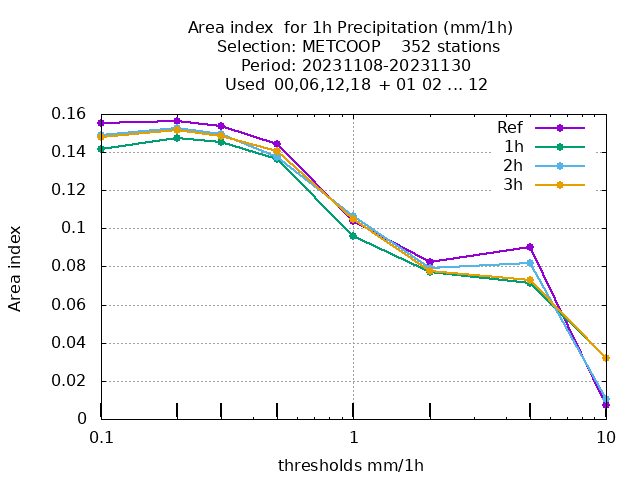 Area index  for 1h Precipitation (mm/1h)
Selection: METCOOP    352 stations
Period: 20231108-20231130
Used  00,06,12,18  + 01 02 ... 12
0.16
0.14
0.12
0.1
0.08
0.06
0.04
0.02
0
Ref
1h
2h
3h
Area index
0.1 1 10
thresholds mm/1h